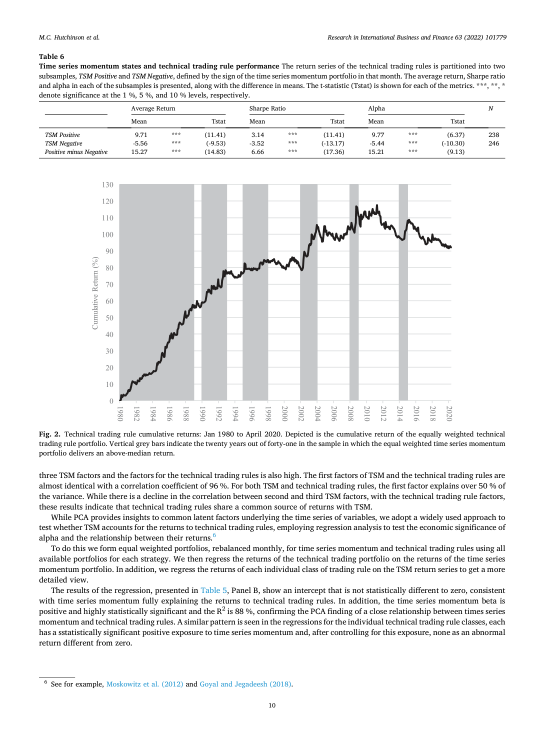 M.C. Hutchinson et al.
Research in International Business and Finance 63 (2022) 101779
Table 6
Time series momentum states and technical trading rule performance The return series of the technical trading rules is partitioned into two
subsamples, TSM Positive and TSM Negative, defined by the sign of the time series momentum portfolio in that month. The average return, Sharpe ratio
and alpha in each of the subsamples is presented, along with the difference in means. The t-statistic (Tstat) is shown for each of the metrics. ***, **, *
denote significance at the 1 %, 5 %, and 10 % levels, respectively.
Average Return Sharpe Ratio Alpha N
Mean Tstat Mean Tstat Mean Tstat
TSM Positive 9.71 *** (11.41) 3.14 *** (11.41) 9.77 *** (6.37) 238
TSM Negative -5.56 *** (-9.53) -3.52 *** (-13.17) -5.44 *** (-10.30) 246
Positive minus Negative 15.27 *** (14.83) 6.66 *** (17.36) 15.21 *** (9.13)
130
120
110
100
90
80
70
60
50
40
30
20
10
0
Cumulative Return (%)
1980 1982 1984 1986 1988 1990 1992 1994 1996 1998 2000 2002 2004 2006 2008 2010 2012 2014 2016 2018 2020
Fig. 2. Technical trading rule cumulative returns: Jan 1980 to April 2020. Depicted is the cumulative return of the equally weighted technical
trading rule portfolio. Vertical grey bars indicate the twenty years out of forty-one in the sample in which the equal weighted time series momentum
portfolio delivers an above-median return.
three TSM factors and the factors for the technical trading rules is also high. The first factors of TSM and the technical trading rules are
almost identical with a correlation coefficient of 96 %. For both TSM and technical trading rules, the first factor explains over 50 % of
the variance. While there is a decline in the correlation between second and third TSM factors, with the technical trading rule factors,
these results indicate that technical trading rules share a common source of returns with TSM.
While PCA provides insights to common latent factors underlying the time series of variables, we adopt a widely used approach to
test whether TSM accounts for the returns to technical trading rules, employing regression analysis to test the economic significance of
alpha and the relationship between their returns.6
To do this we form equal weighted portfolios, rebalanced monthly, for time series momentum and technical trading rules using all
available portfolios for each strategy. We then regress the returns of the technical trading portfolio on the returns of the time series
momentum portfolio. In addition, we regress the returns of each individual class of trading rule on the TSM return series to get a more
detailed view.
The results of the regression, presented in Table 5, Panel B, show an intercept that is not statistically different to zero, consistent
with time series momentum fully explaining the returns to technical trading rules. In addition, the time series momentum beta is
positive and highly statistically significant and the R2 is 88 %, confirming the PCA finding of a close relationship between times series
momentum and technical trading rules. A similar pattern is seen in the regressions for the individual technical trading rule classes, each
has a sstatistically significant positive exposure to time series momentum and, after controlling for this exposure, none as an abnormal
return different from zero.
6 See for example, Moskowitz et al. (2012) and Goyal and Jegadeesh (2018).
10